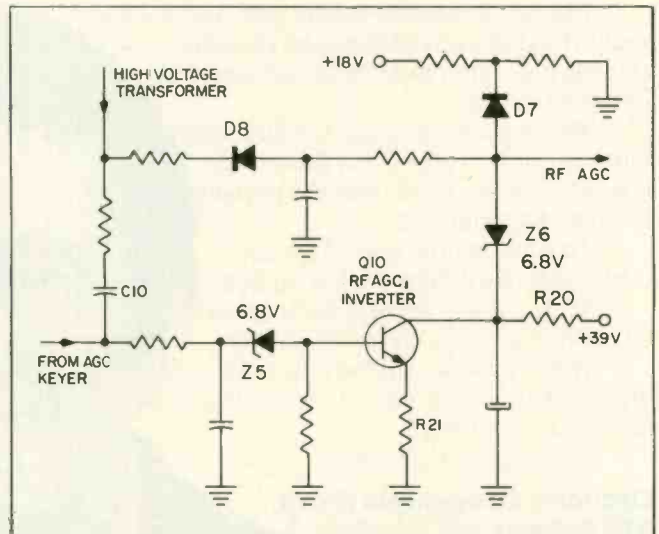 +18V
HIGH VOLTAGE
TRANSFORMER
D7
D8
RF AGC
Z6
6.8V
C10
Q10
RF AGC
INVERTER
6.8V
R20
+39V
FROM AGC
KEYER
Z5
R21